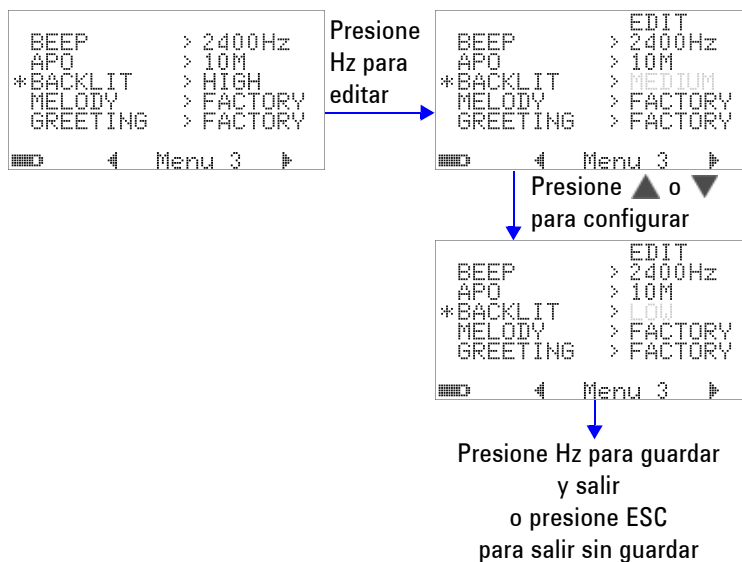 BEEP > 2400Hz
APO > 10M
*BACKLIT > HIGH
MELODY > FACTORY
GREETING > FACTORY
Menu 3
Presione
Hz para
editar
EDIT
BEEP > 2400Hz
APO > 10M
*BACKLIT > MEDIUM
MELODY > FACTORY
GREETING > FACTORY
Menu 3
Presione ▲ o ▼
para configurar
EDIT
BEEP > 2400Hz
APO > 10M
*BACKLIT > LOW
MELODY > FACTORY
GREETING > FACTORY
Menu 3
Presione Hz para guardar
y salir
o presione ESC
para salir sin guardar